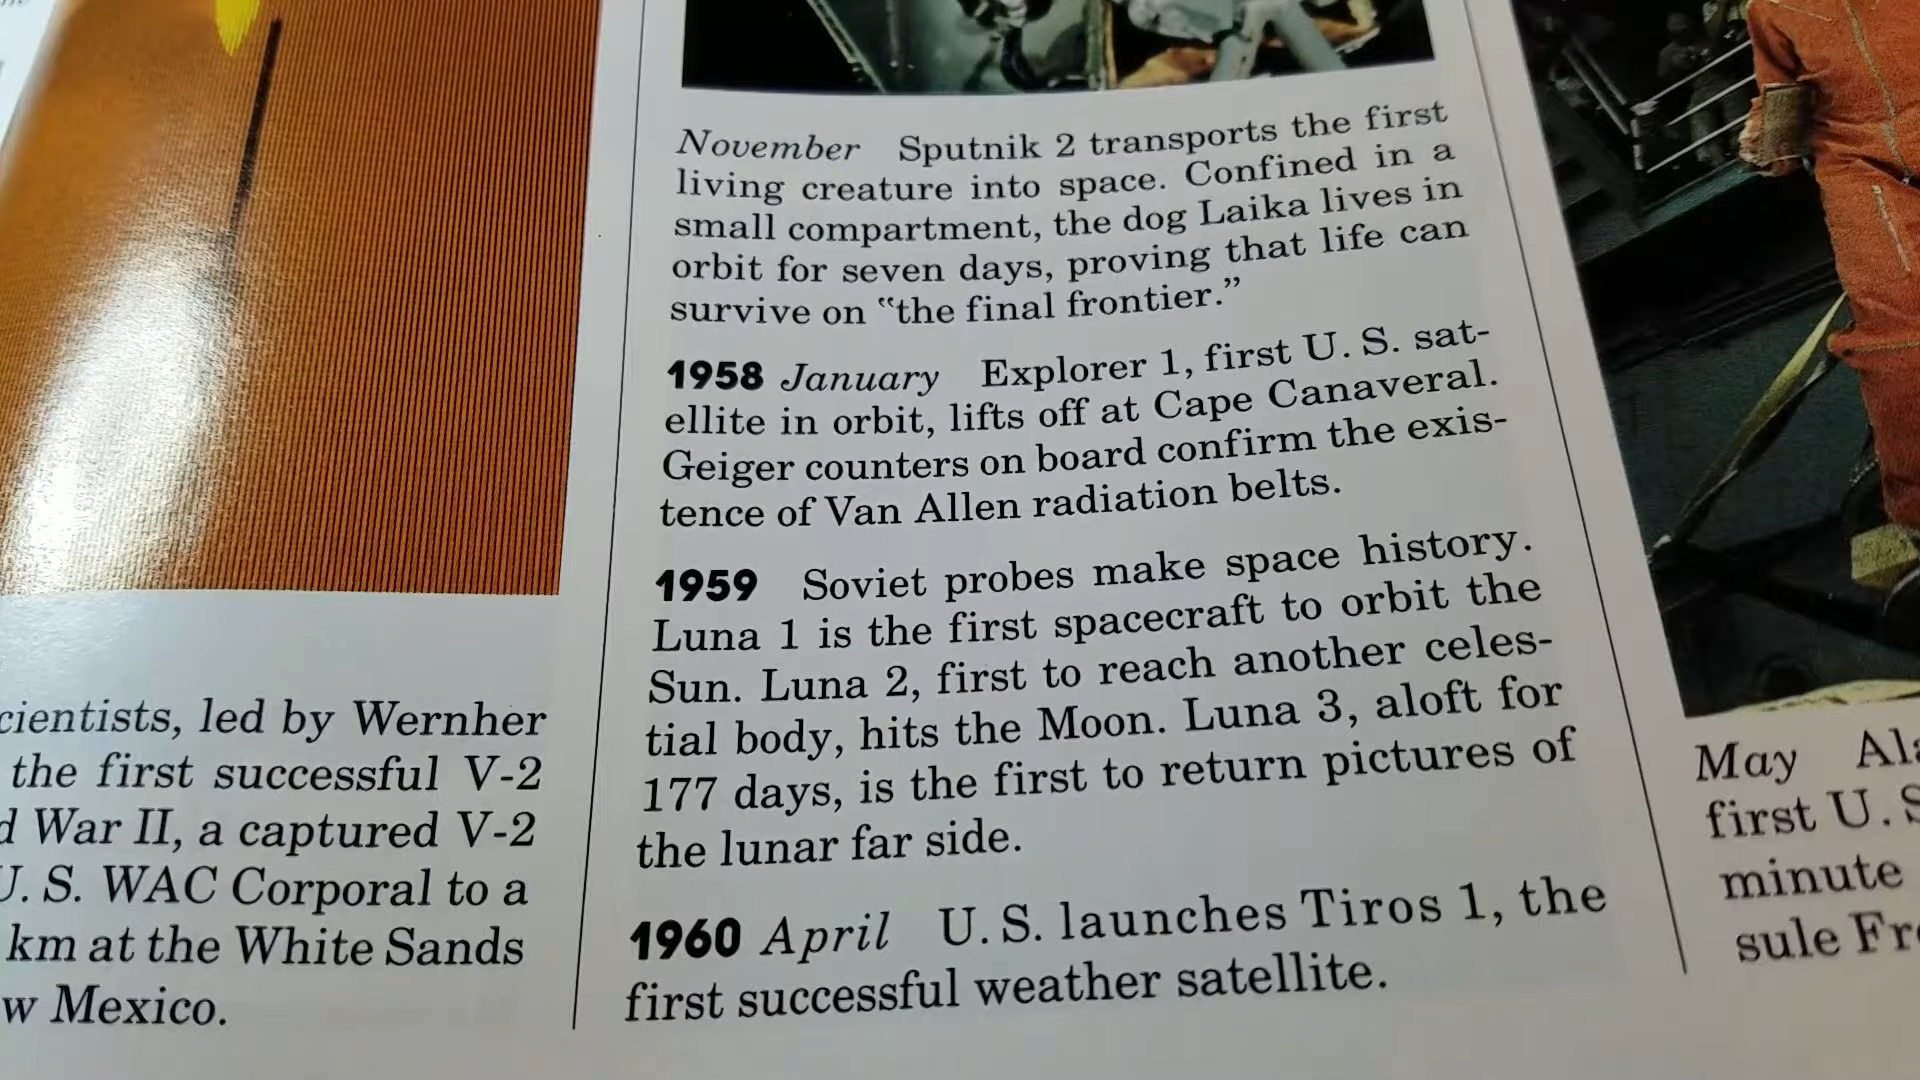 cientists, led by Wernher
the first successful V-2
d War II, a captured V-2
U. S. WAC Corporal to a
km at the White Sands
w Mexico.
November Sputnik 2 transports the first
living creature into space. Confined in a
small compartment, the dog Laika lives in
orbit for seven days, proving that life can
survive on “the final frontier.”
1958 January Explorer 1, first U. S. sat-
ellite in orbit, lifts off at Cape Canaveral.
Geiger counters on board confirm the exis-
tence of Van Allen radiation belts.
1959 Soviet probes make space history.
Luna 1 is the first spacecraft to orbit the
Sun. Luna 2, first to reach another celes-
tial body, hits the Moon. Luna 3, aloft for
177 days, is the first to return pictures of
the lunar far side.
1960 April U. S. launches Tiros 1, the
first successful weather satellite.
May Ala
first U. S
minute
sule Fr